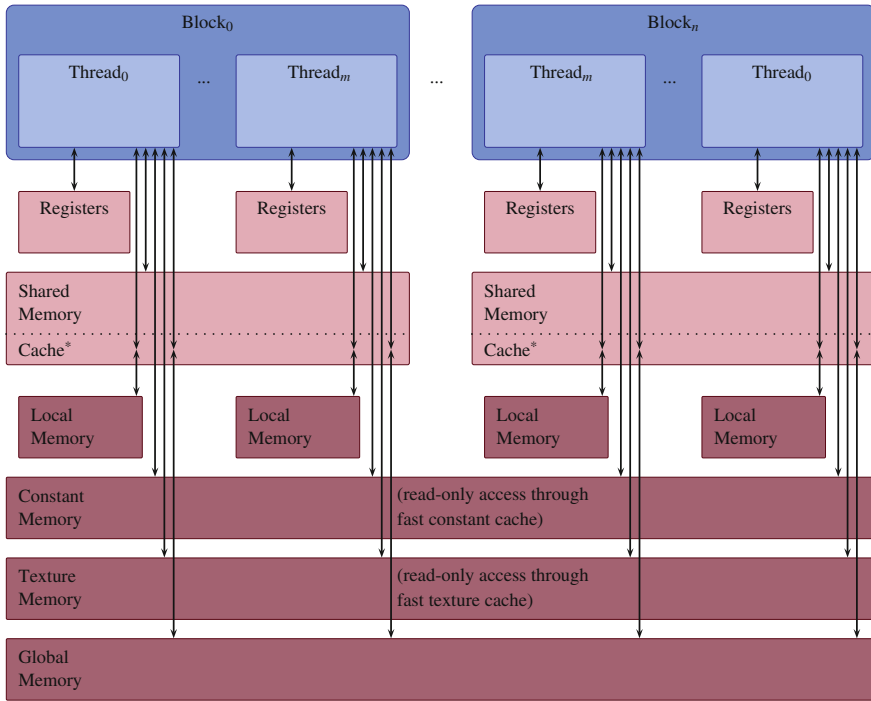 Block₀ Blockₙ
Thread₀ ... Threadₘ ... Threadₘ ... Thread₀
Registers Registers Registers Registers
Shared Shared
Memory Memory
Cache* Cache*
Local Local Local Local
Memory Memory Memory Memory
Constant (read-only access through
Memory fast constant cache)
Texture (read-only access through
Memory fast texture cache)
Global
Memory